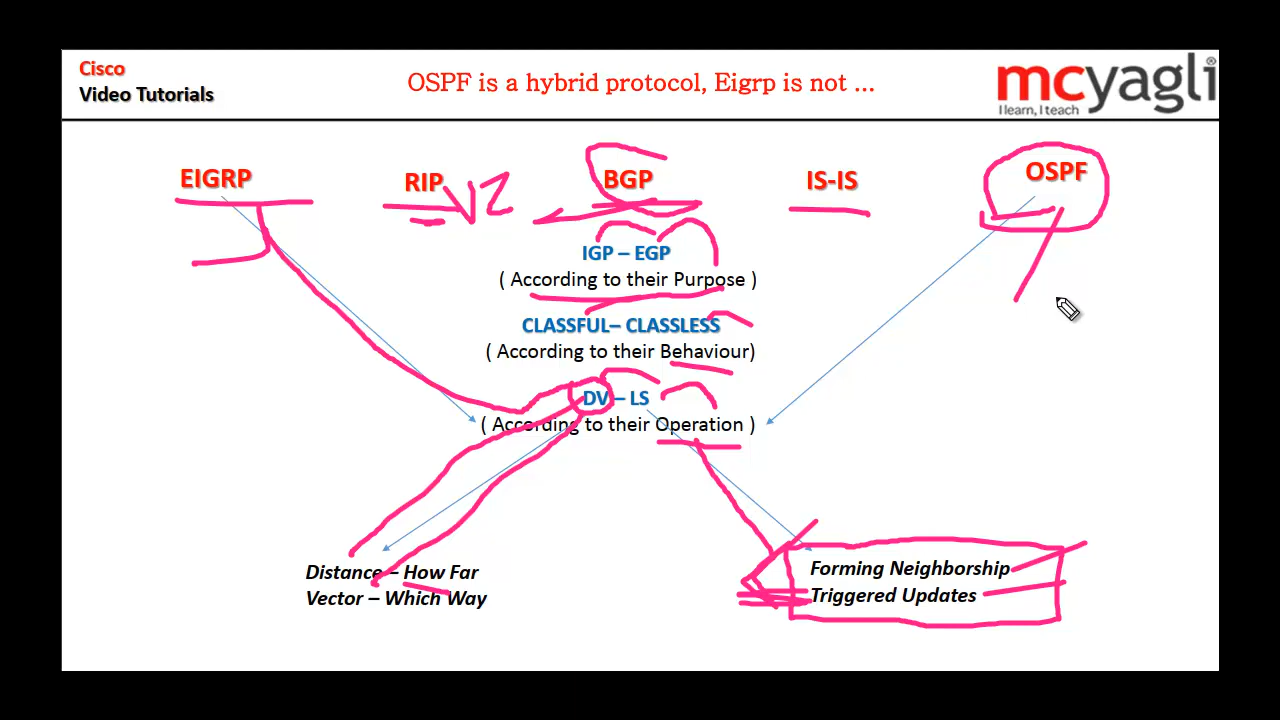 Cisco
Video Tutorials
OSPF is a hybrid protocol, Eigrp is not ...
mcyagli
I learn, I teach
EIGRP RIP V2 BGP IS-IS OSPF
IGP – EGP
( According to their Purpose )
CLASSFUL– CLASSLESS
( According to their Behaviour)
DV – LS
( According to their Operation )
Distance – How Far
Vector – Which Way
Forming Neighborship
Triggered Updates